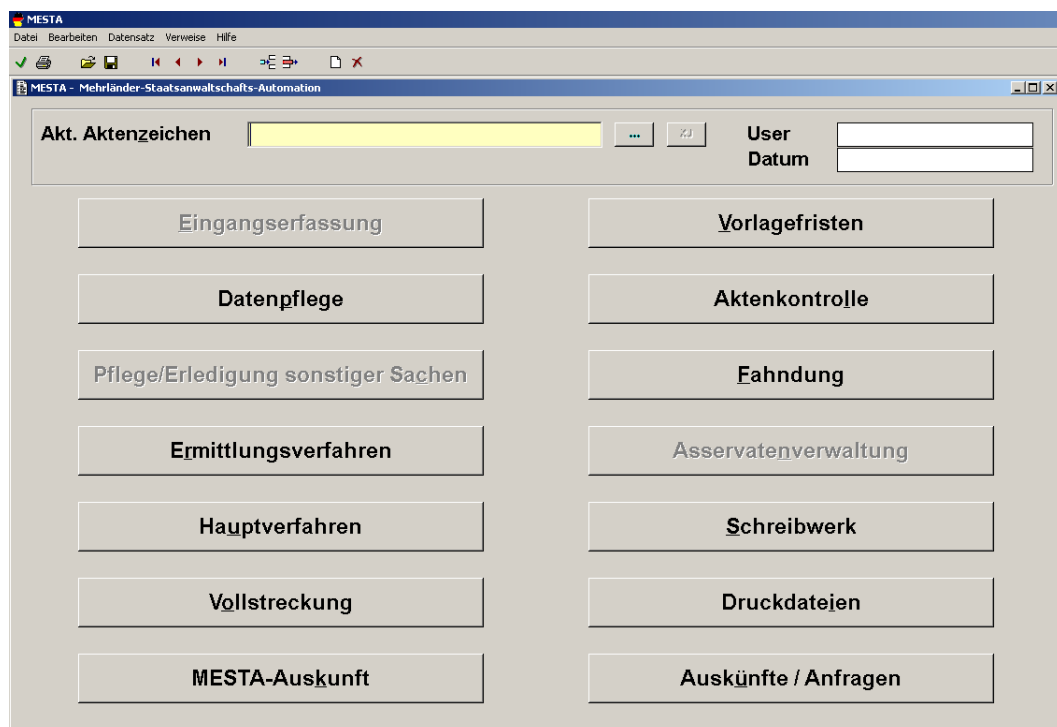 MESTA
Datei Bearbeiten Datensatz Verweise Hilfe
MESTA - Mehrländer-Staatsanwaltschafts-Automation
Akt. Aktenzeichen ... XJ User
Datum
Eingangserfassung Vorlagefristen
Datenpflege Aktenkontrolle
Pflege/Erledigung sonstiger Sachen Fahndung
Ermittlungsverfahren Asservatenverwaltung
Hauptverfahren Schreibwerk
Vollstreckung Druckdateien
MESTA-Auskunft Auskünfte / Anfragen